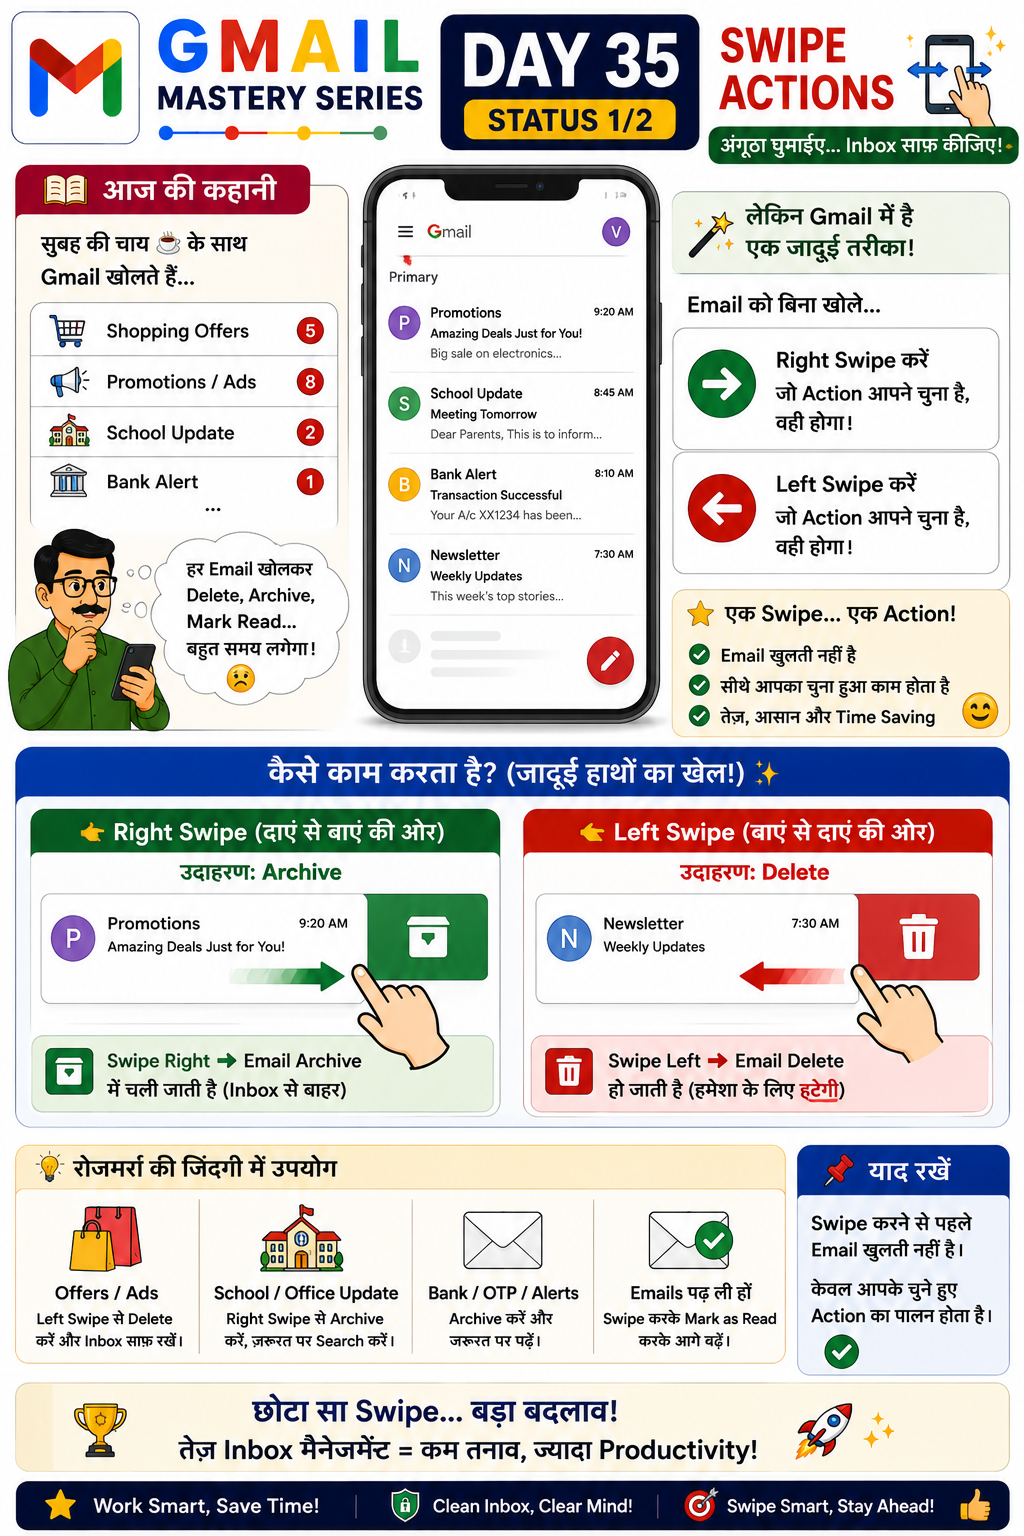 GMAIL
MASTERY SERIES
DAY 35
STATUS 1/2
SWIPE
ACTIONS
अंगूठा घुमाईए... Inbox साफ़ कीजिए!
आज की कहानी
सुबह की चाय ☕ के साथ
Gmail खोलते हैं...
Shopping Offers 5
Promotions / Ads 8
School Update 2
Bank Alert 1
...
हर Email खोलकर
Delete, Archive,
Mark Read...
बहुत समय लगेगा!
Gmail
V
Primary
P
Promotions 9:20 AM
Amazing Deals Just for You!
Big sale on electronics...
S
School Update 8:45 AM
Meeting Tomorrow
Dear Parents, This is to inform...
B
Bank Alert 8:10 AM
Transaction Successful
Your A/c XX1234 has been...
N
Newsletter 7:30 AM
Weekly Updates
This week's top stories...
लेकिन Gmail में है
एक जादुई तरीका!
Email को बिना खोले...
Right Swipe करें
जो Action आपने चुना है,
वही होगा!
Left Swipe करें
जो Action आपने चुना है,
वही होगा!
एक Swipe... एक Action!
Email खुलती नहीं है
सीधे आपका चुना हुआ काम होता है
तेज़, आसान और Time Saving
कैसे काम करता है? (जादूई हाथों का खेल!)
Right Swipe (दाएं से बाएं की ओर)
उदाहरण: Archive
P
Promotions 9:20 AM
Amazing Deals Just for You!
Swipe Right → Email Archive
में चली जाती है (Inbox से बाहर)
Left Swipe (बाएं से दाएं की ओर)
उदाहरण: Delete
N
Newsletter 7:30 AM
Weekly Updates
Swipe Left → Email Delete
हो जाती है (हमेशा के लिए हटेगी)
रोजमर्रा की जिंदगी में उपयोग
Offers / Ads
Left Swipe से Delete
करें और Inbox साफ़ रखें।
School / Office Update
Right Swipe से Archive
करें, ज़रूरत पर Search करें।
Bank / OTP / Alerts
Archive करें और
जरूरत पर पढ़ें।
Emails पढ़ ली हों
Swipe करके Mark as Read
करके आगे बढ़ें।
याद रखें
Swipe करने से पहले
Email खुलती नहीं है।
केवल आपके चुने हुए
Action का पालन होता है।
छोटा सा Swipe... बड़ा बदलाव!
तेज़ Inbox मैनेजमेंट = कम तनाव, ज्यादा Productivity!
Work Smart, Save Time!
Clean Inbox, Clear Mind!
Swipe Smart, Stay Ahead!